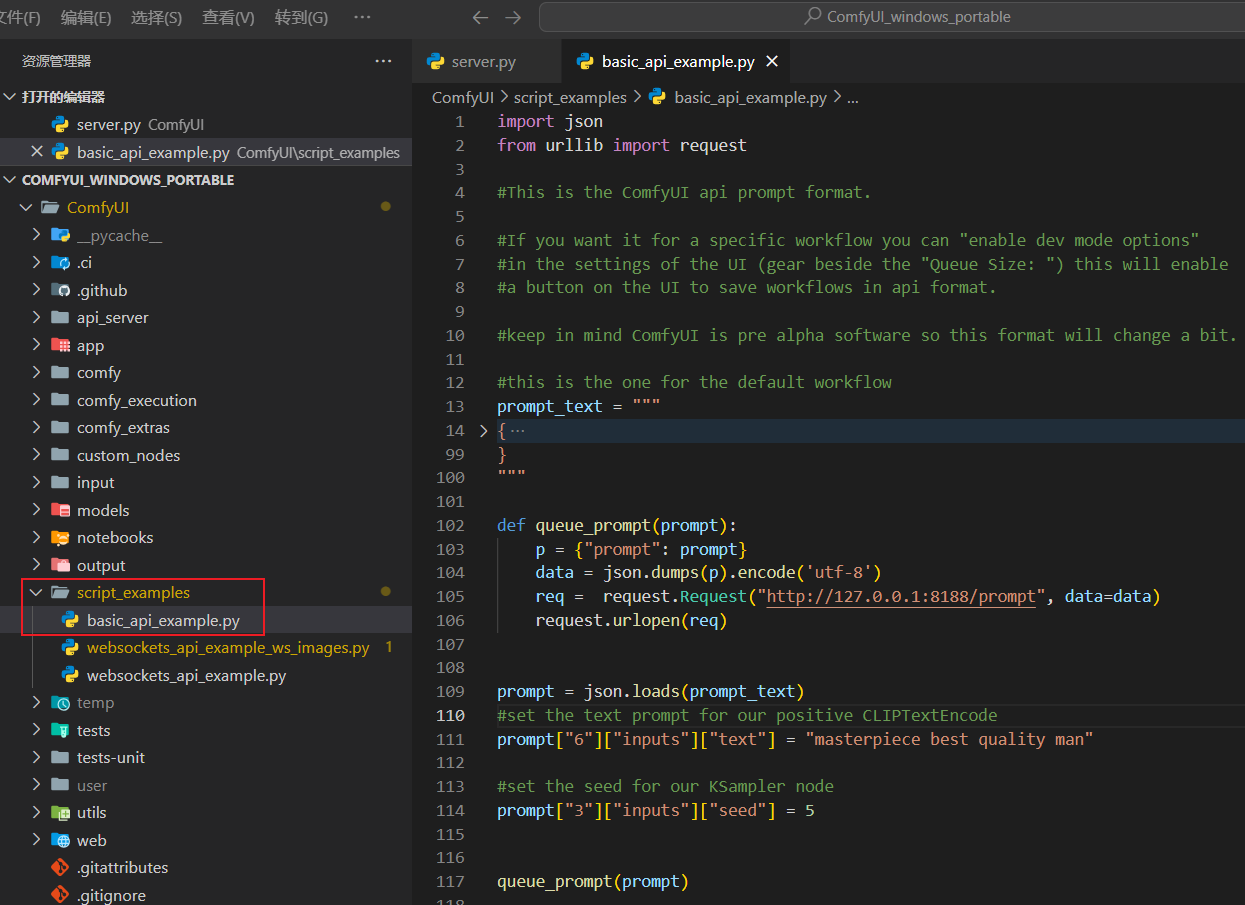 文件(F) 编辑(E) 选择(S) 查看(V) 转到(G) ··· ← → ComfyUI_windows_portable
资源管理器 ···
打开的编辑器
server.py ComfyUI
basic_api_example.py ComfyUI\script_examples
COMFYUI_WINDOWS_PORTABLE
ComfyUI
__pycache__
.ci
.github
api_server
app
comfy
comfy_execution
comfy_extras
custom_nodes
input
models
notebooks
output
script_examples
basic_api_example.py
websockets_api_example_ws_images.py 1
websockets_api_example.py
temp
tests
tests-unit
user
utils
web
.gitattributes
.gitignore
server.py basic_api_example.py
ComfyUI > script_examples > basic_api_example.py > ...
1 import json
2 from urllib import request
3
4 #This is the ComfyUI api prompt format.
5
6 #If you want it for a specific workflow you can "enable dev mode options"
7 #in the settings of the UI (gear beside the "Queue Size: ") this will enable
8 #a button on the UI to save workflows in api format.
9
10 #keep in mind ComfyUI is pre alpha software so this format will change a bit.
11
12 #this is the one for the default workflow
13 prompt_text = """
14 { ···
99 }
100 """
101
102 def queue_prompt(prompt):
103     p = {"prompt": prompt}
104     data = json.dumps(p).encode('utf-8')
105     req =  request.Request("http://127.0.0.1:8188/prompt", data=data)
106     request.urlopen(req)
107
108
109 prompt = json.loads(prompt_text)
110 #set the text prompt for our positive CLIPTextEncode
111 prompt["6"]["inputs"]["text"] = "masterpiece best quality man"
112
113 #set the seed for our KSampler node
114 prompt["3"]["inputs"]["seed"] = 5
115
116
117 queue_prompt(prompt)
118